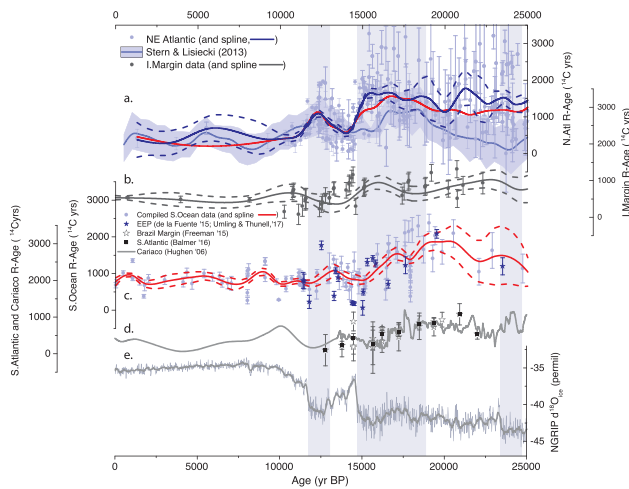 0 5000 10000 15000 20000 25000
NE Atlantic (and spline, )
Stern & Lisiecki (2013)
I.Margin data (and spline )
3000
2000
1000
0
N.Atl R-Age (¹⁴C yrs)
a.
3000
2000
1000
0
I.Margin R-Age (¹⁴C yrs)
b.
Compiled S.Ocean data (and spline )
EEP (de la Fuente '15; Umling & Thunell,'17)
Brazil Margin (Freeman '15)
S.Atlantic (Balmer '16)
Cariaco (Hughen '06)
3000
2000
1000
0
S.Ocean R-Age (¹⁴C yrs)
c.
3000
2000
1000
0
S.Atlantic and Cariaco R-Age (¹⁴Cyrs)
d.
e.
-35
-40
-45
NGRIP d¹⁸O_ice (permil)
0 5000 10000 15000 20000 25000
Age (yr BP)